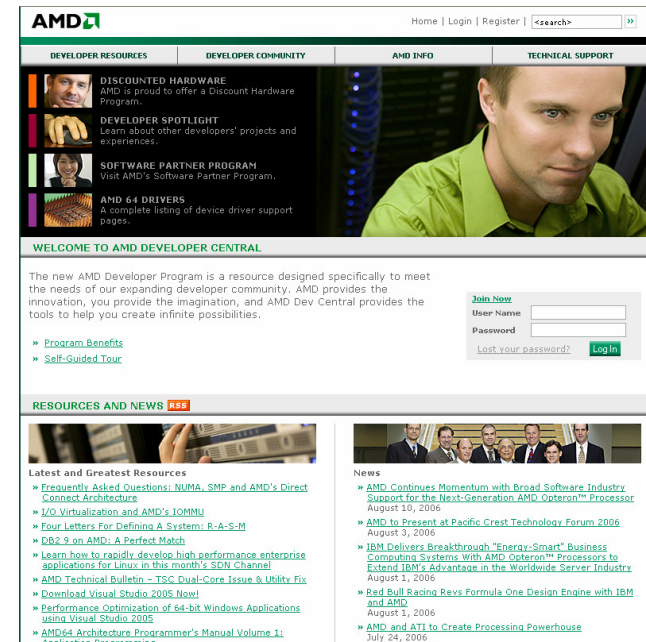 AMD
Home | Login | Register | <search> »
DEVELOPER RESOURCES
DEVELOPER COMMUNITY
AMD INFO
TECHNICAL SUPPORT
DISCOUNTED HARDWARE
AMD is proud to offer a Discount Hardware
Program.
DEVELOPER SPOTLIGHT
Learn about other developers' projects and
experiences.
SOFTWARE PARTNER PROGRAM
Visit AMD's Software Partner Program.
AMD 64 DRIVERS
A complete listing of device driver support
pages.
WELCOME TO AMD DEVELOPER CENTRAL
The new AMD Developer Program is a resource designed specifically to meet
the needs of our expanding developer community. AMD provides the
innovation, you provide the imagination, and AMD Dev Central provides the
tools to help you create infinite possibilities.
» Program Benefits
» Self-Guided Tour
Join Now
User Name
Password
Lost your password?
Log In
RESOURCES AND NEWS RSS
Latest and Greatest Resources
» Frequently Asked Questions: NUMA, SMP and AMD's Direct
Connect Architecture
» I/O Virtualization and AMD's IOMMU
» Four Letters For Defining A System: R-A-S-M
» DB2 9 on AMD: A Perfect Match
» Learn how to rapidly develop high performance enterprise
applications for Linux in this month's SDN Channel
» AMD Technical Bulletin – TSC Dual-Core Issue & Utility Fix
» Download Visual Studio 2005 Now!
» Performance Optimization of 64-bit Windows Applications
using Visual Studio 2005
» AMD64 Architecture Programmer's Manual Volume 1:
Application Programming
News
» AMD Continues Momentum with Broad Software Industry
Support for the Next-Generation AMD Opteron™ Processor
August 10, 2006
» AMD to Present at Pacific Crest Technology Forum 2006
August 3, 2006
» IBM Delivers Breakthrough "Energy-Smart" Business
Computing Systems With AMD Opteron™ Processors to
Extend IBM's Advantage in the Worldwide Server Industry
August 1, 2006
» Red Bull Racing Revs Formula One Design Engine with IBM
and AMD
August 1, 2006
» AMD and ATI to Create Processing Powerhouse
July 24, 2006